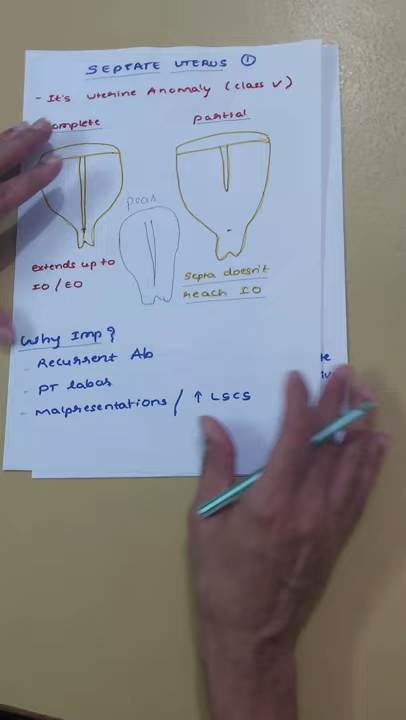 SEPTATE UTERUS ①
- It's Uterine Anomaly (class V)
omplete
partial
peas
extends up to
IO / EO
Septa doesn't
reach IO
Why Imp?
- Recurrent Ab
- PT labor
- Malpresentations / ↑ LSCS